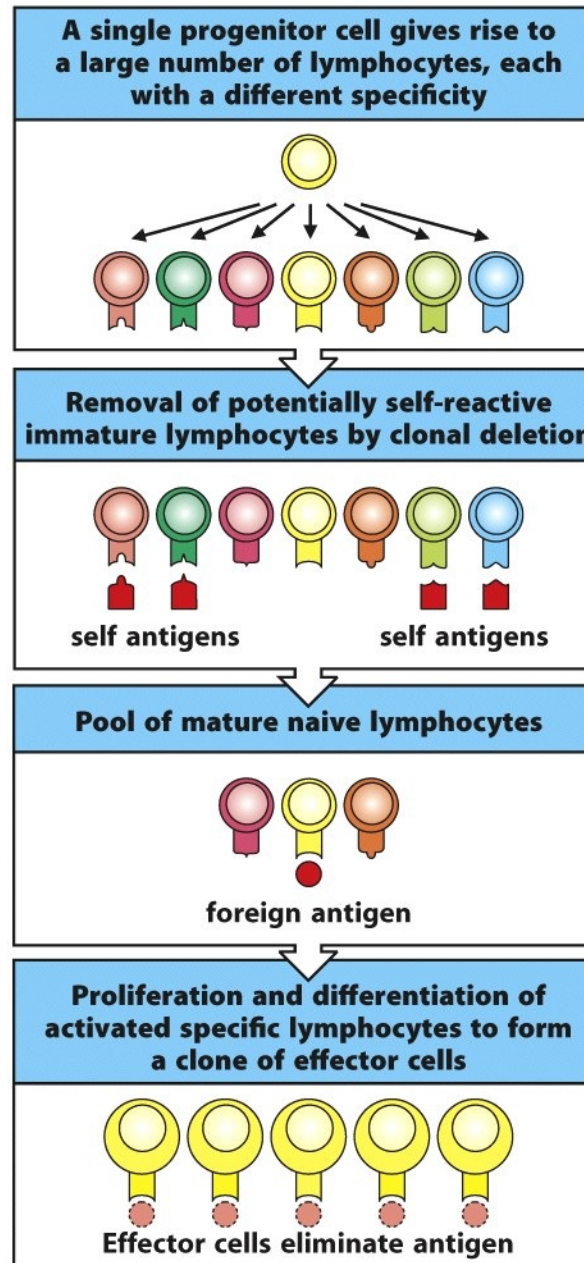 A single progenitor cell gives rise to
a large number of lymphocytes, each
with a different specificity
Removal of potentially self-reactive
immature lymphocytes by clonal deletion
self antigens
self antigens
Pool of mature naive lymphocytes
foreign antigen
Proliferation and differentiation of
activated specific lymphocytes to form
a clone of effector cells
Effector cells eliminate antigen